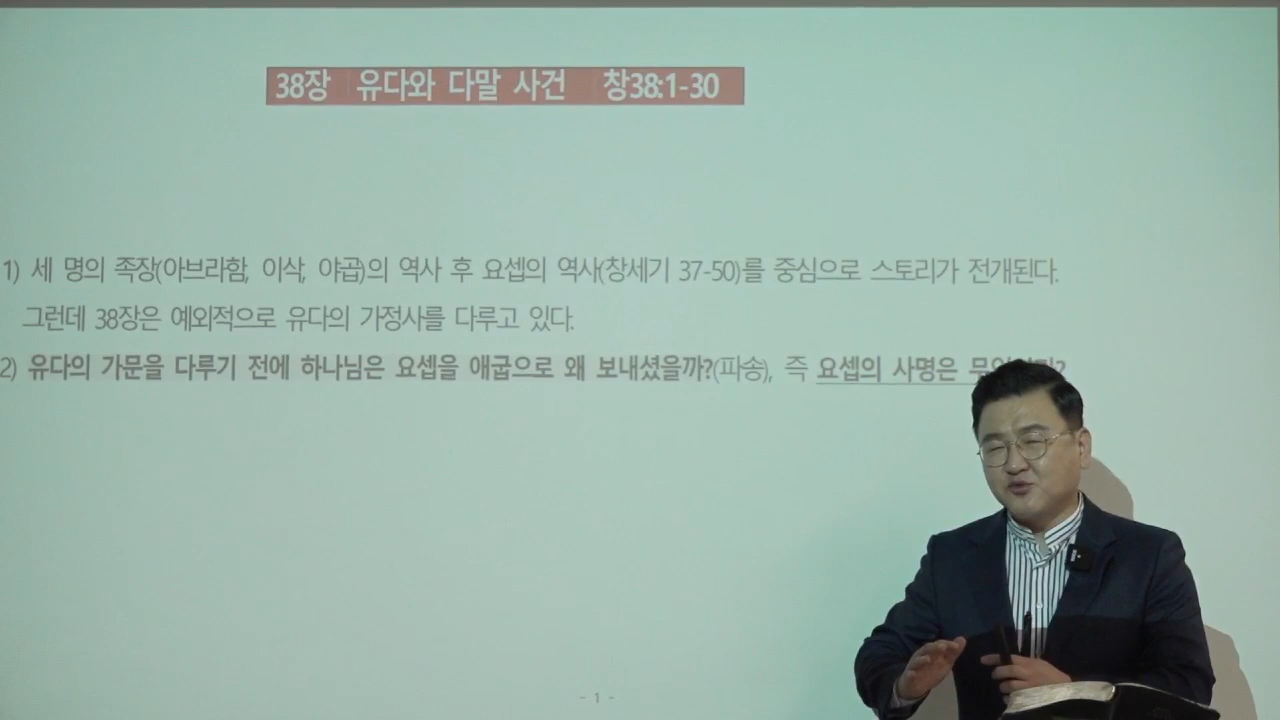 38장 유다와 다말 사건 창38:1-30
1) 세 명의 족장(아브라함, 이삭, 야곱)의 역사 후 요셉의 역사(창세기 37-50)를 중심으로 스토리가 전개된다.
그런데 38장은 예외적으로 유다의 가정사를 다루고 있다.
2) 유다의 가문을 다루기 전에 하나님은 요셉을 애굽으로 왜 보내셨을까?(파송), 즉 요셉의 사명은
- 1 -